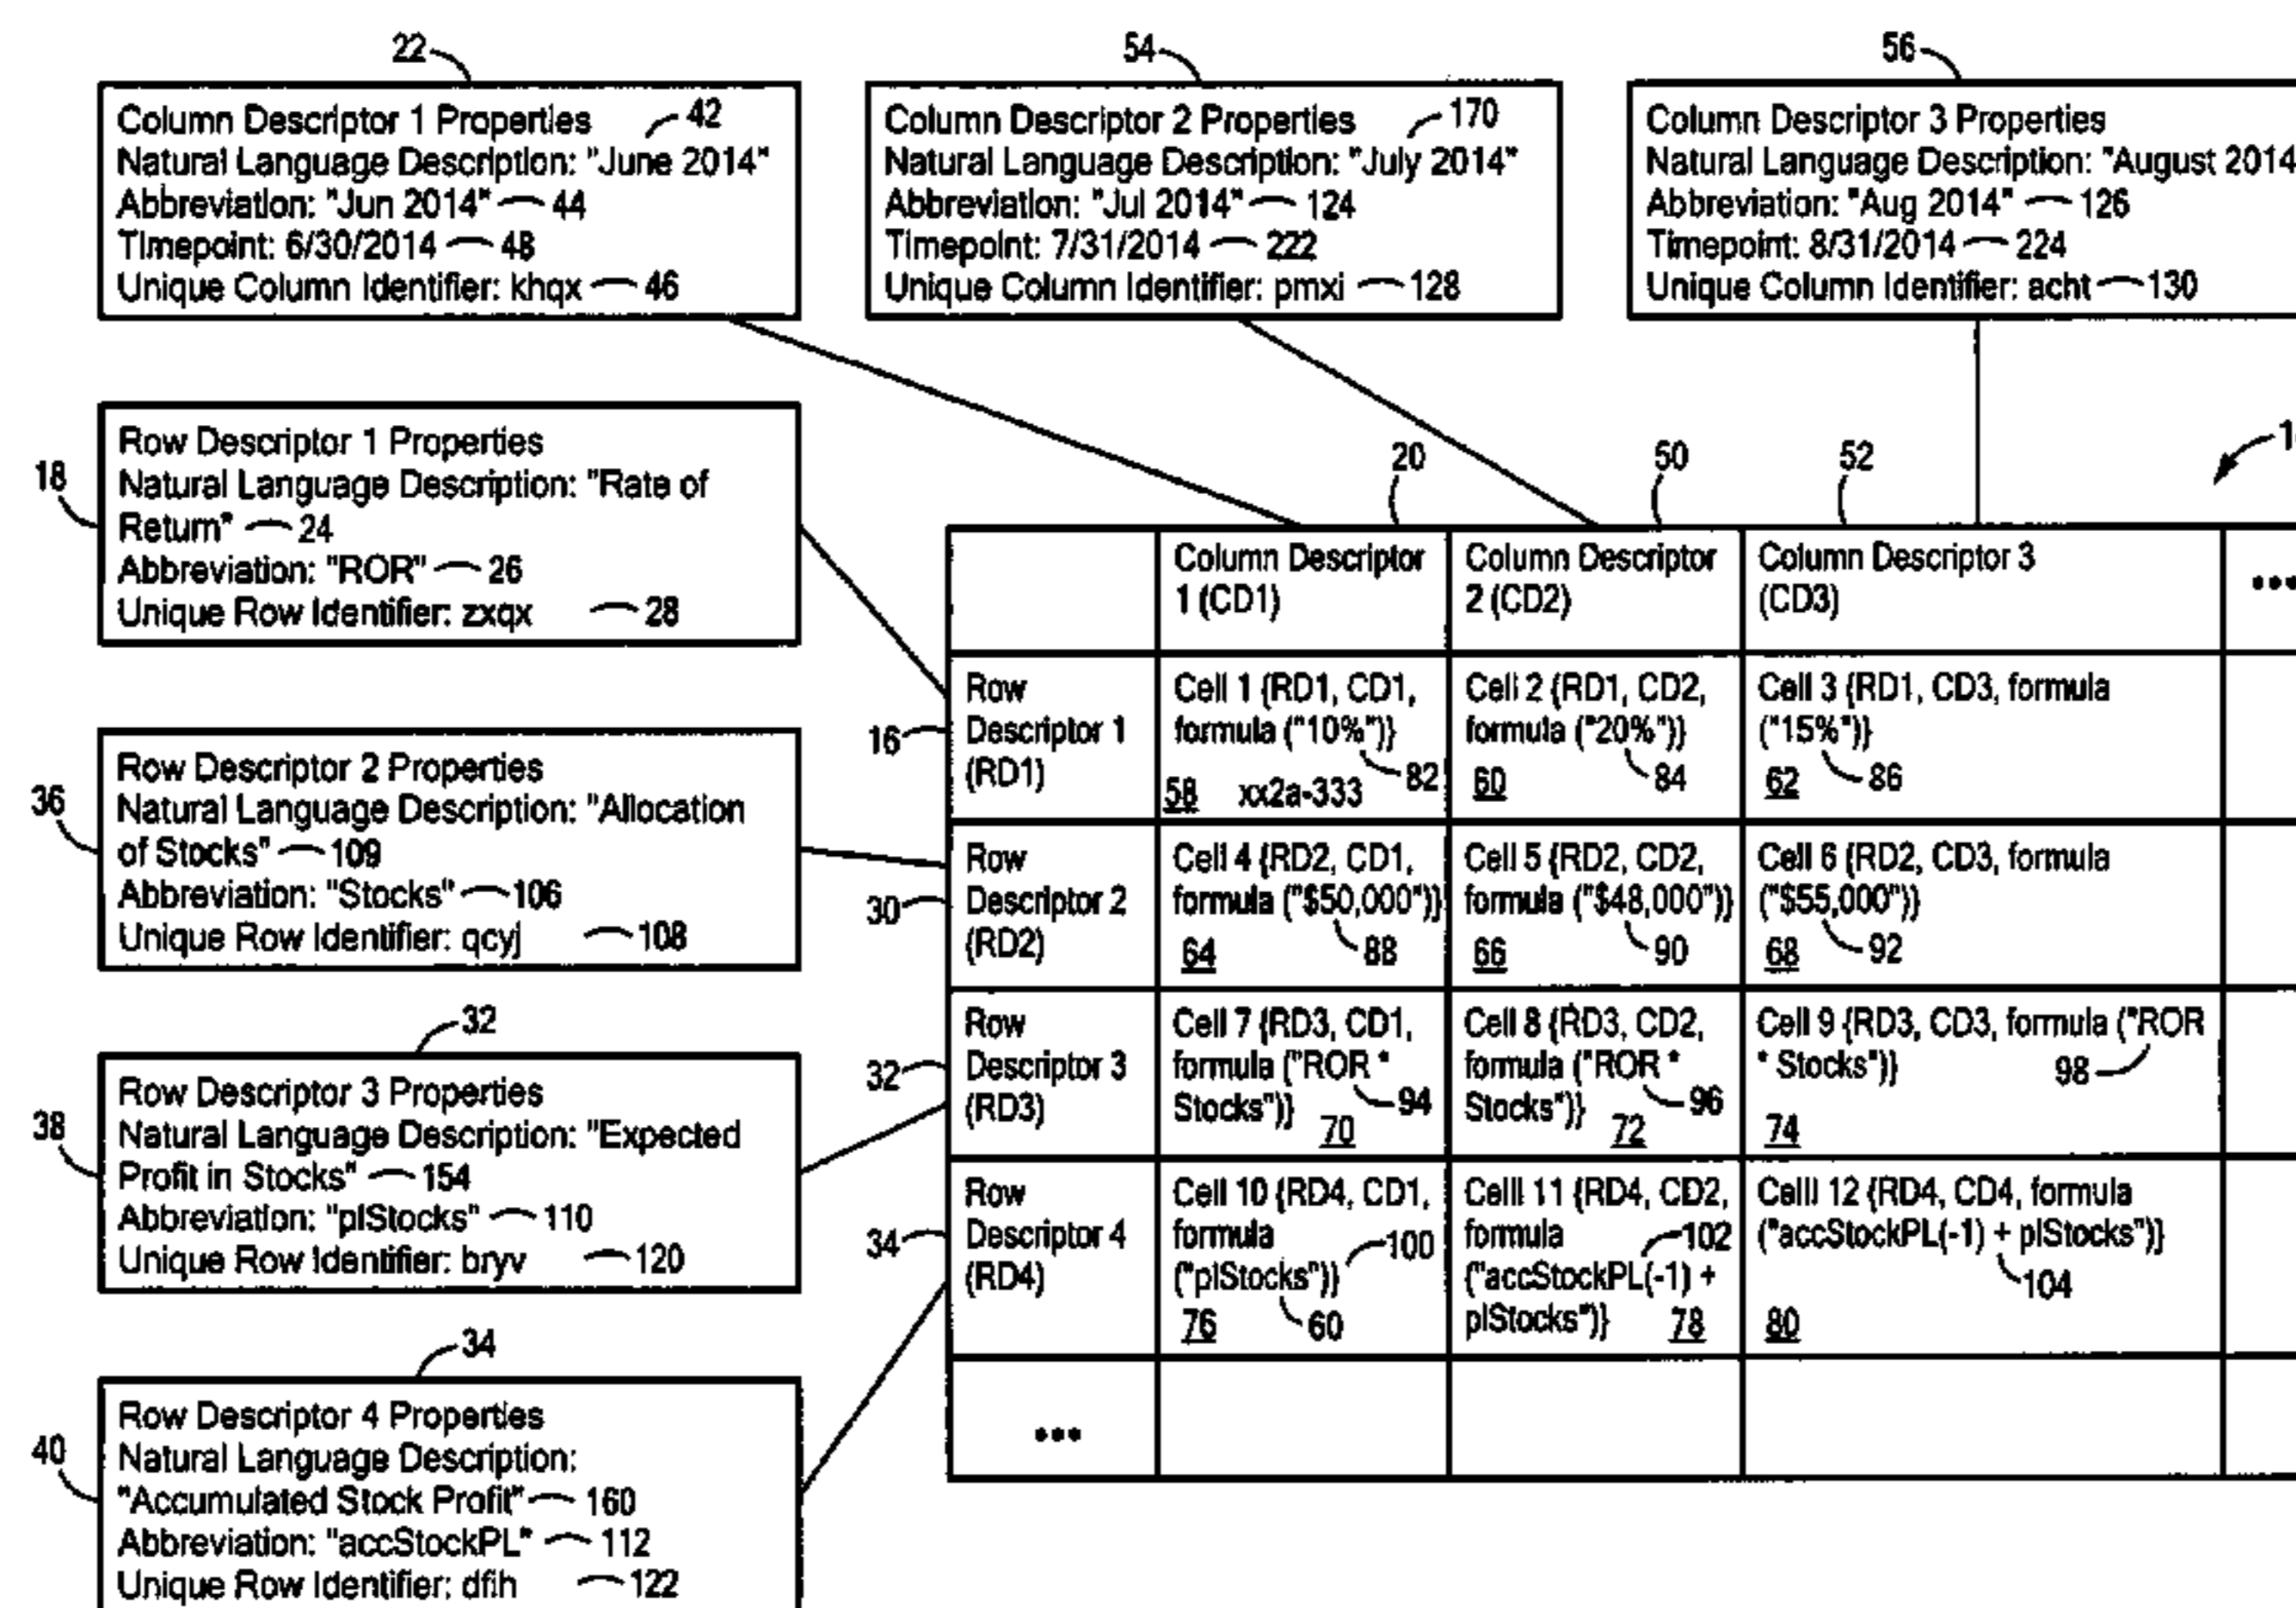 22
54
56
Column Descriptor 1 Properties 42
Natural Language Description: "June 2014"
Abbreviation: "Jun 2014" 44
Timepoint: 6/30/2014 48
Unique Column Identifier: khqx 46
Column Descriptor 2 Properties 170
Natural Language Description: "July 2014"
Abbreviation: "Jul 2014" 124
Timepoint: 7/31/2014 222
Unique Column Identifier: pmxi 128
Column Descriptor 3 Properties
Natural Language Description: "August 2014
Abbreviation: "Aug 2014" 126
Timepoint: 8/31/2014 224
Unique Column Identifier: acht 130
18
Row Descriptor 1 Properties
Natural Language Description: "Rate of
Return" 24
Abbreviation: "ROR" 26
Unique Row Identifier: zxqx 28
36
Row Descriptor 2 Properties
Natural Language Description: "Allocation
of Stocks" 109
Abbreviation: "Stocks" 106
Unique Row Identifier: qcyj 108
32
38
Row Descriptor 3 Properties
Natural Language Description: "Expected
Profit in Stocks" 154
Abbreviation: "plStocks" 110
Unique Row Identifier: bryv 120
34
40
Row Descriptor 4 Properties
Natural Language Description:
"Accumulated Stock Profit" 160
Abbreviation: "accStockPL" 112
Unique Row Identifier: dfih 122
20
50
52
Column Descriptor
1 (CD1)
Column Descriptor
2 (CD2)
Column Descriptor 3
(CD3)
•••
16
Row
Descriptor 1
(RD1)
Cell 1 {RD1, CD1,
formula ("10%")}
82
58 xx2a-333
Cell 2 {RD1, CD2,
formula ("20%")}
60 84
Cell 3 {RD1, CD3, formula
("15%")}
62 86
30
Row
Descriptor 2
(RD2)
Cell 4 {RD2, CD1,
formula ("$50,000")}
64 88
Cell 5 {RD2, CD2,
formula ("$48,000")}
66 90
Cell 6 {RD2, CD3, formula
("$55,000")}
68 92
32
Row
Descriptor 3
(RD3)
Cell 7 {RD3, CD1,
formula ("ROR *
Stocks")} 94
70
Cell 8 {RD3, CD2,
formula ("ROR *
Stocks")} 96
72
Cell 9 {RD3, CD3, formula ("ROR
* Stocks")} 98
74
34
Row
Descriptor 4
(RD4)
Cell 10 {RD4, CD1,
formula 100
("plStocks")}
76 60
Celll 11 {RD4, CD2,
formula 102
("accStockPL(-1) +
plStocks")} 78
Celll 12 {RD4, CD4, formula
("accStockPL(-1) + plStocks")}
104
80
•••